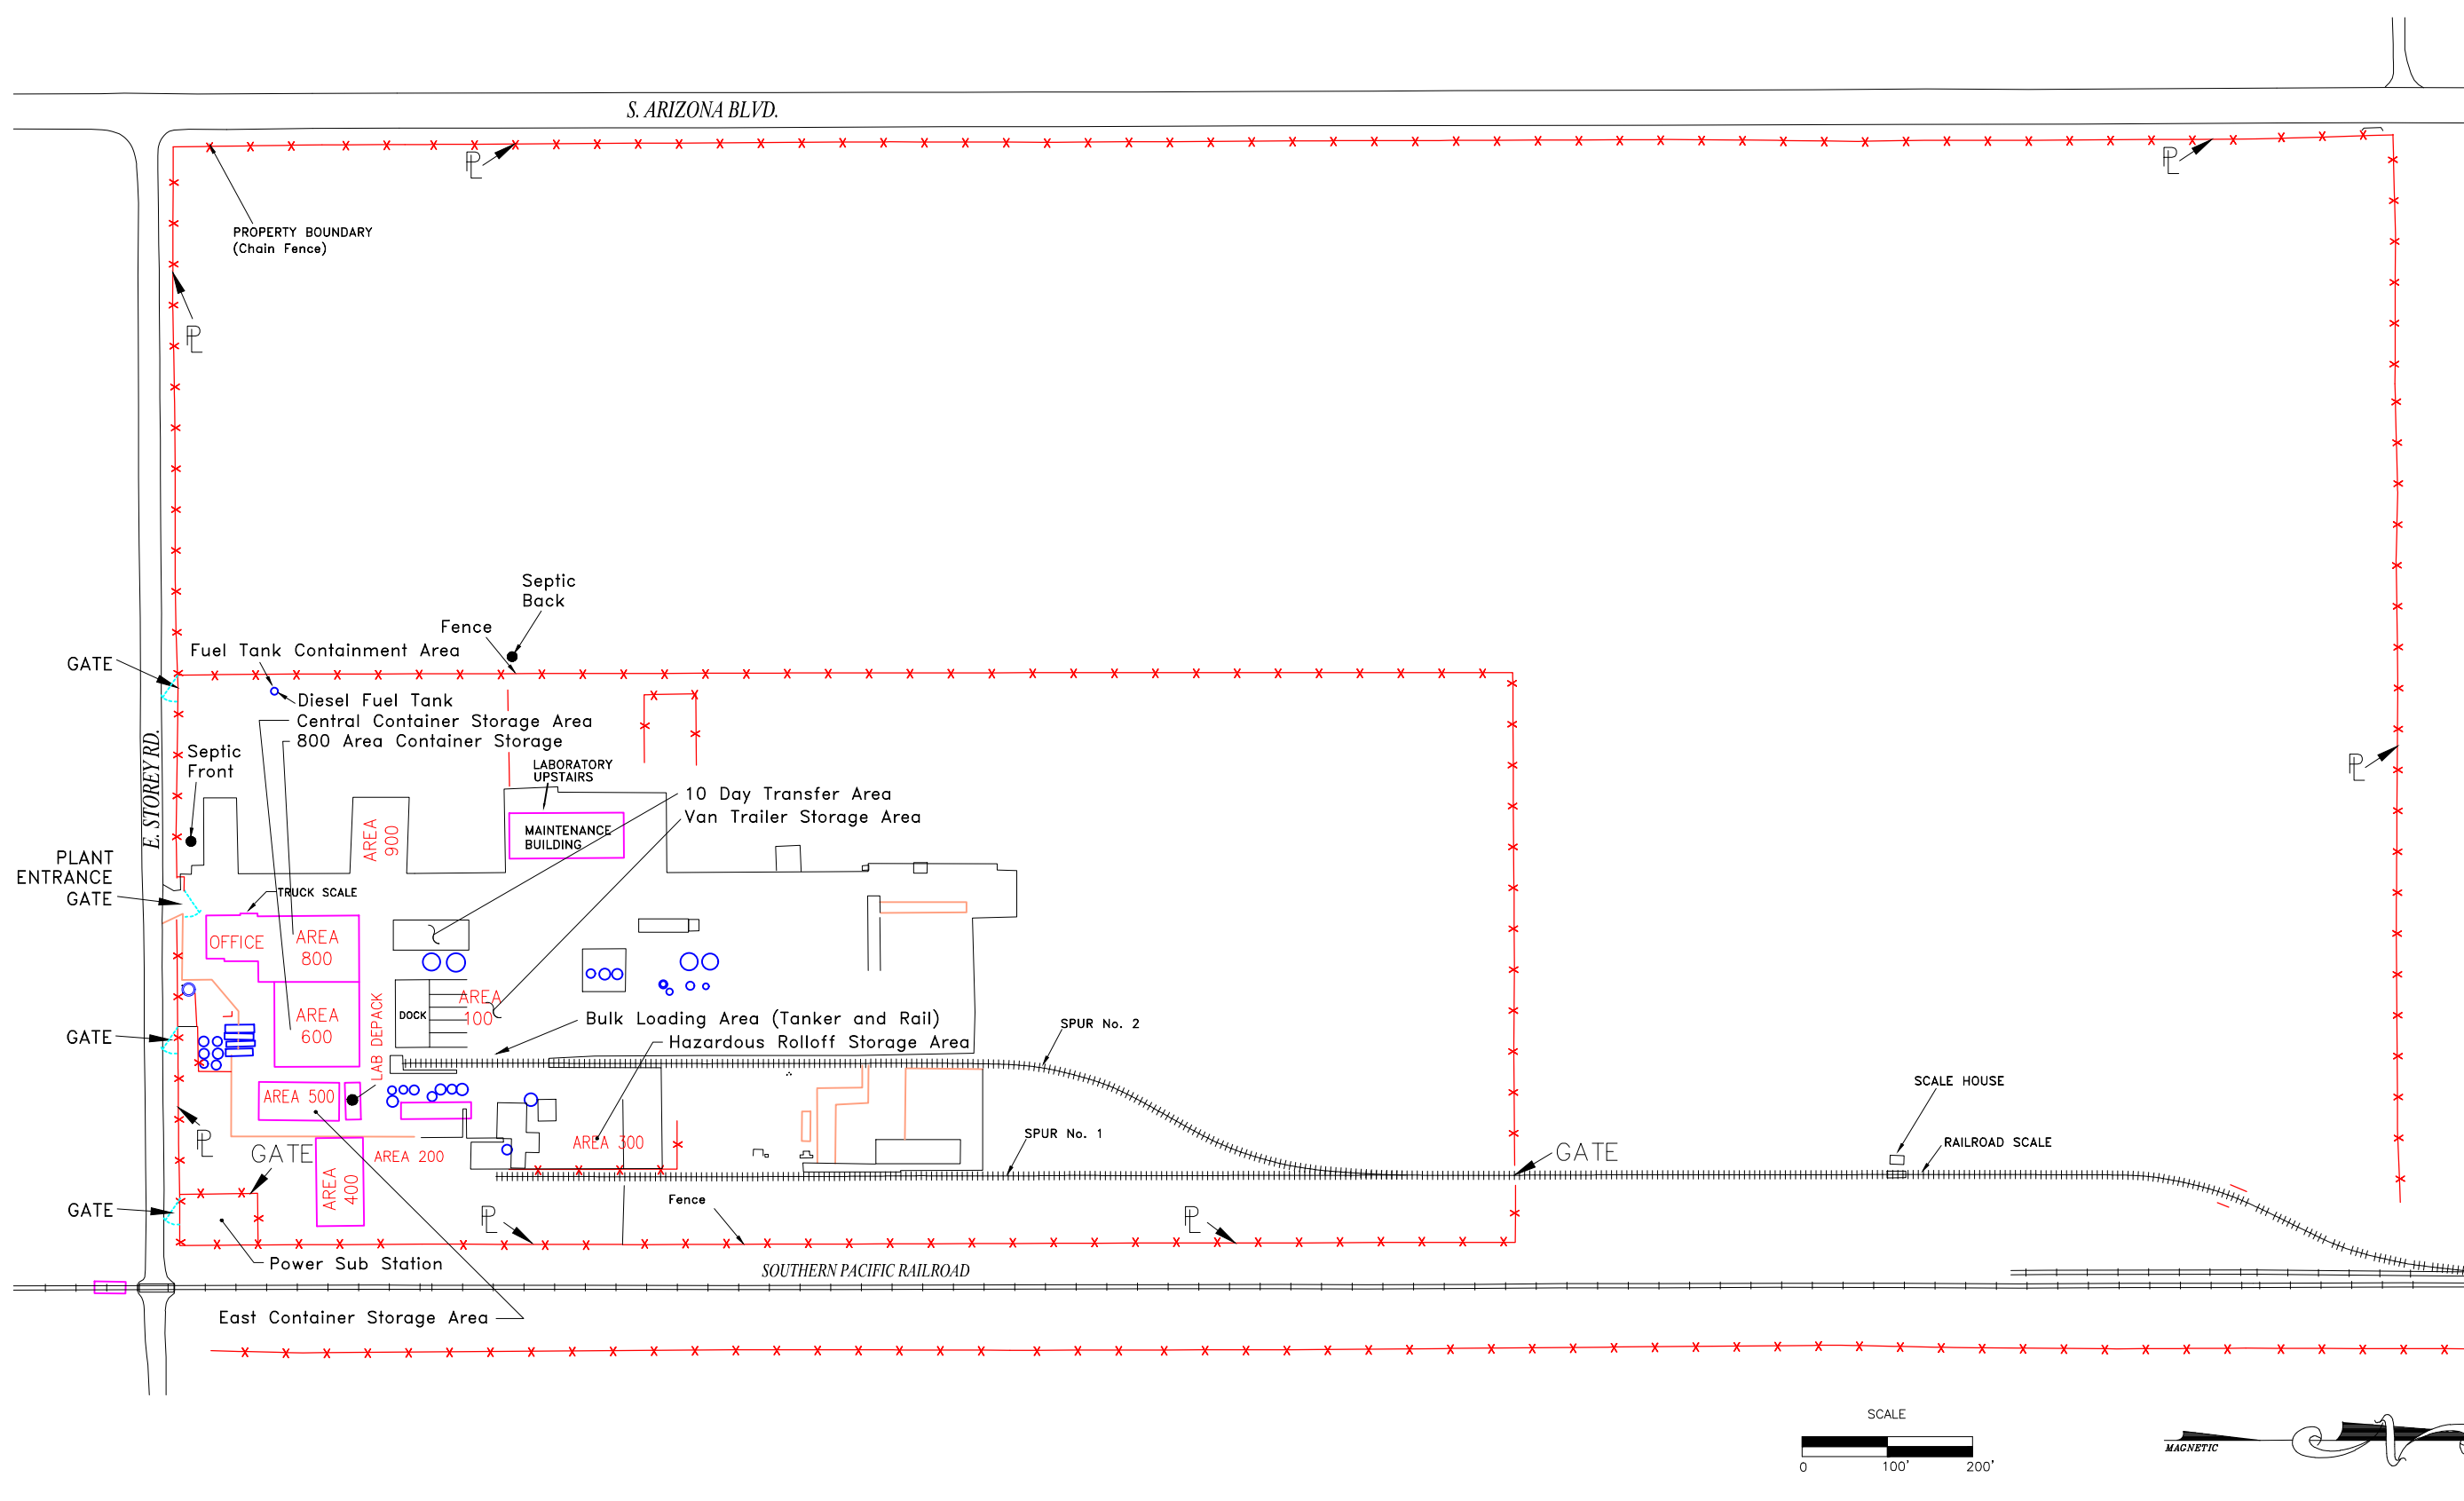 S. ARIZONA BLVD.
PL
PL
PROPERTY BOUNDARY
(Chain Fence)
PL
Septic
Back
Fence
Fuel Tank Containment Area
GATE
Diesel Fuel Tank
Central Container Storage Area
800 Area Container Storage
E. STOREY RD.
Septic
Front
LABORATORY
UPSTAIRS
PL
10 Day Transfer Area
Van Trailer Storage Area
AREA
900
MAINTENANCE
BUILDING
PLANT
ENTRANCE
GATE
TRUCK SCALE
OFFICE
AREA
800
AREA
100
DOCK
AREA
600
LAB DEPACK
Bulk Loading Area (Tanker and Rail)
Hazardous Rolloff Storage Area
SPUR No. 2
GATE
AREA 500
SCALE HOUSE
PL
GATE
AREA 200
AREA 300
SPUR No. 1
GATE
RAILROAD SCALE
AREA
400
Fence
GATE
PL
PL
Power Sub Station
SOUTHERN PACIFIC RAILROAD
East Container Storage Area
SCALE
0 100' 200'
MAGNETIC
N